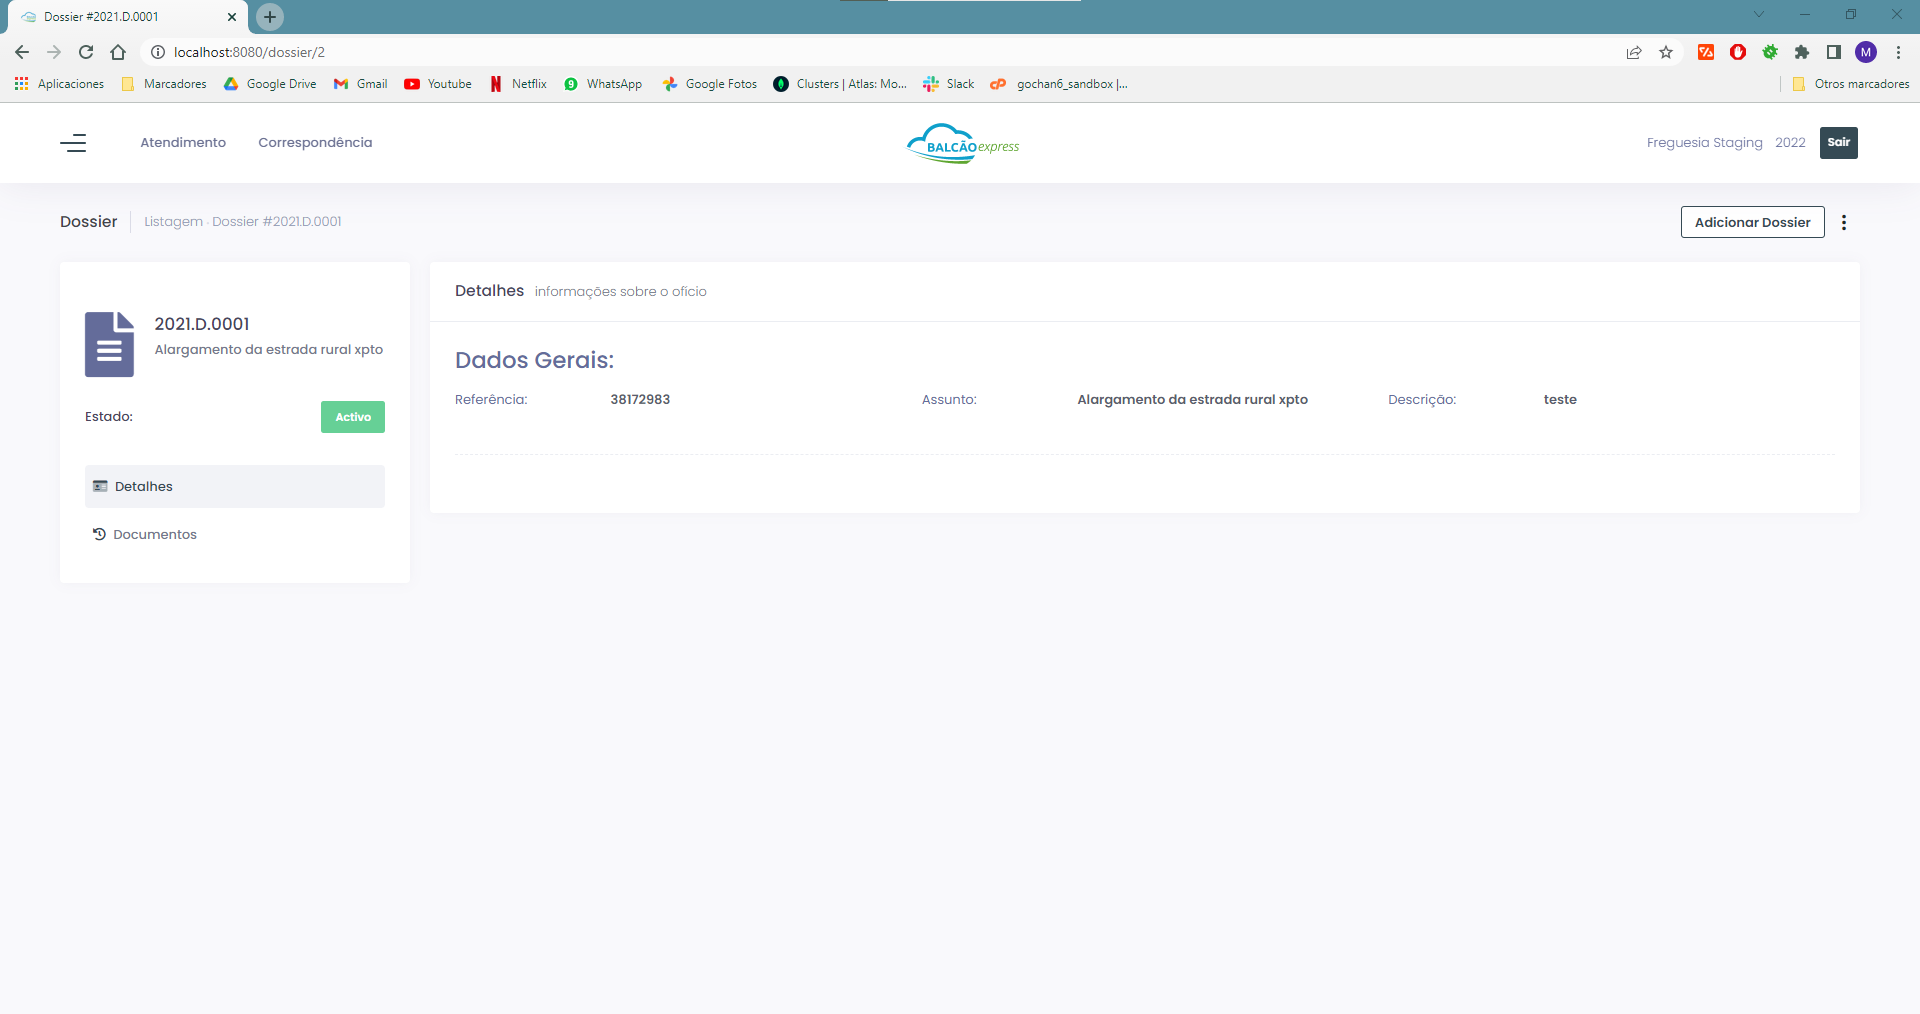 Dossier #2021.D.0001
localhost:8080/dossier/2
M
Aplicaciones Marcadores Google Drive Gmail Youtube Netflix 9 WhatsApp Google Fotos Clusters | Atlas: Mo... Slack cP gochan6_sandbox |... Otros marcadores
Atendimento Correspondência BALCÃO express Freguesia Staging 2022 Sair
Dossier Listagem · Dossier #2021.D.0001 Adicionar Dossier
2021.D.0001
Alargamento da estrada rural xpto
Estado: Activo
Detalhes
Documentos
Detalhes informações sobre o ofício
Dados Gerais:
Referência: 38172983 Assunto: Alargamento da estrada rural xpto Descrição: teste